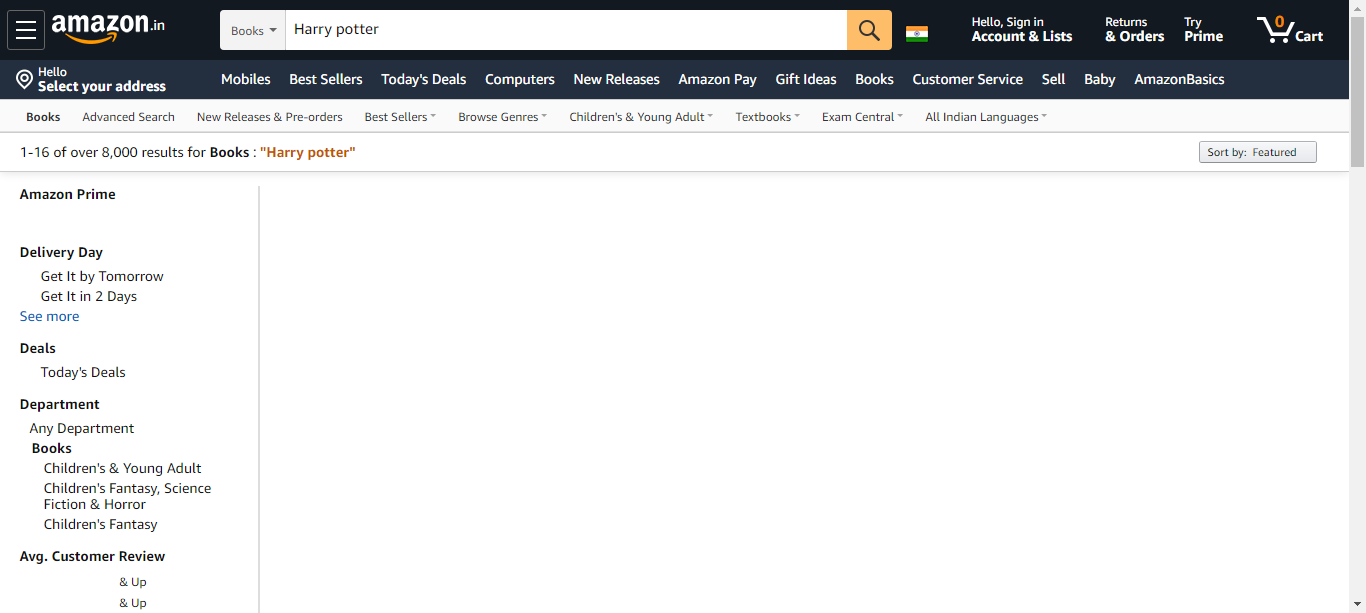 amazon.in
Books
Harry potter
Hello, Sign in
Account & Lists
Returns
& Orders
Try
Prime
0
Cart
Hello
Select your address
Mobiles Best Sellers Today's Deals Computers New Releases Amazon Pay Gift Ideas Books Customer Service Sell Baby AmazonBasics
Books Advanced Search New Releases & Pre-orders Best Sellers Browse Genres Children's & Young Adult Textbooks Exam Central All Indian Languages
1-16 of over 8,000 results for Books : "Harry potter"
Sort by: Featured
Amazon Prime
Delivery Day
Get It by Tomorrow
Get It in 2 Days
See more
Deals
Today's Deals
Department
Any Department
Books
Children's & Young Adult
Children's Fantasy, Science
Fiction & Horror
Children's Fantasy
Avg. Customer Review
& Up
& Up